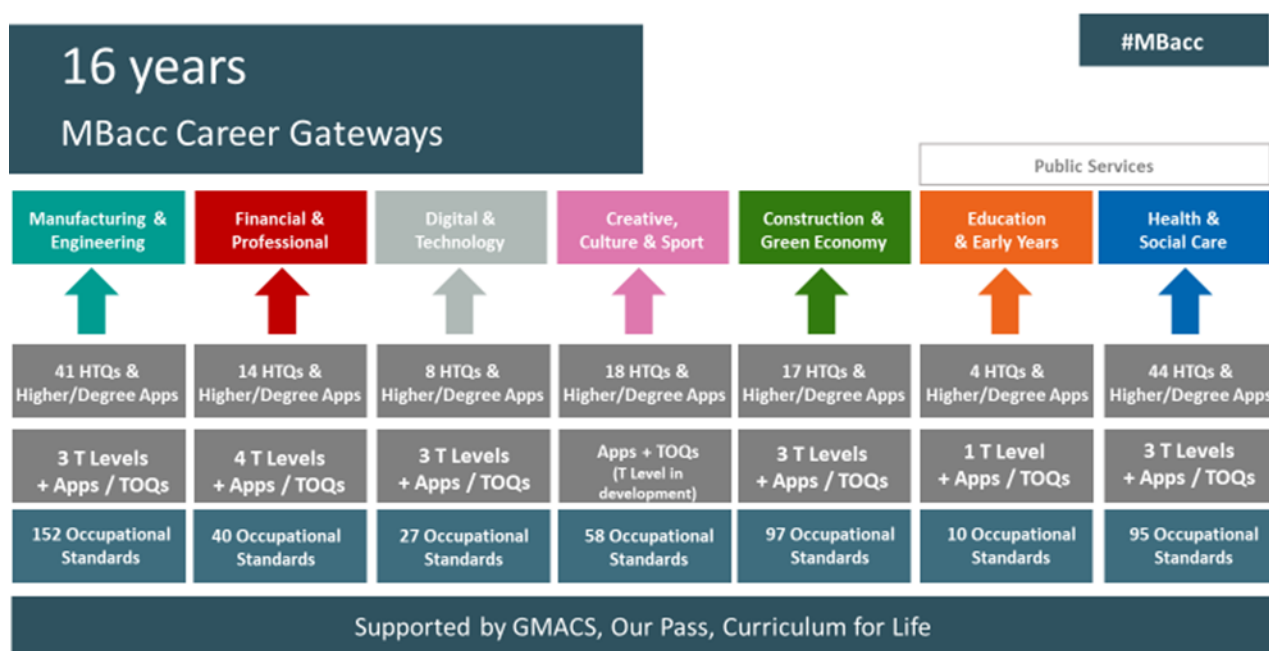 16 years
MBacc Career Gateways
#MBacc
Public Services
Manufacturing &
Engineering
Financial &
Professional
Digital &
Technology
Creative,
Culture & Sport
Construction &
Green Economy
Education
& Early Years
Health &
Social Care
41 HTQs &
Higher/Degree Apps
14 HTQs &
Higher/Degree Apps
8 HTQs &
Higher/Degree Apps
18 HTQs &
Higher/Degree Apps
17 HTQs &
Higher/Degree Apps
4 HTQs &
Higher/Degree Apps
44 HTQs &
Higher/Degree Apps
3 T Levels
+ Apps / TOQs
4 T Levels
+ Apps / TOQs
3 T Levels
+ Apps / TOQs
Apps + TOQs
(T Level in
development)
3 T Levels
+ Apps / TOQs
1 T Level
+ Apps / TOQs
3 T Levels
+ Apps / TOQs
152 Occupational
Standards
40 Occupational
Standards
27 Occupational
Standards
58 Occupational
Standards
97 Occupational
Standards
10 Occupational
Standards
95 Occupational
Standards
Supported by GMACS, Our Pass, Curriculum for Life